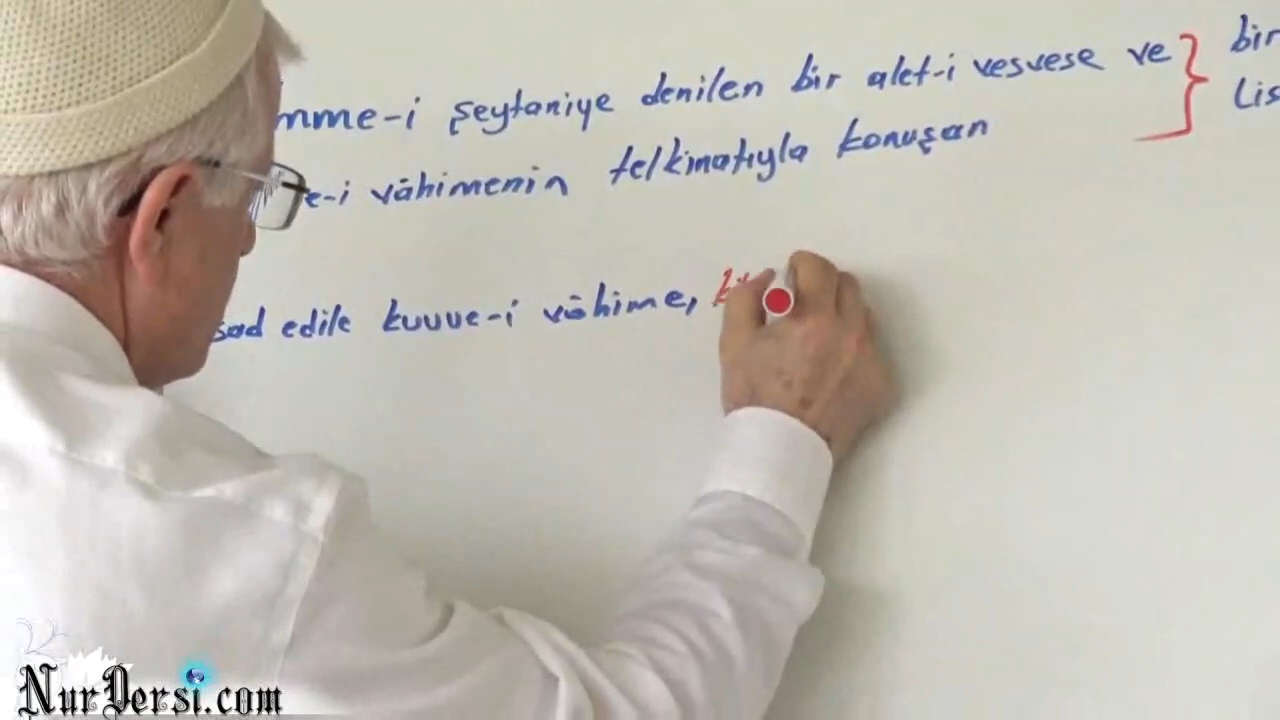 mme-i şeytaniye denilen bir alet-i vesvese ve } bir
e-i vâhimenin telkinatıyla konuşan Lis
sad edile kuvve-i vâhime,
NurDersi.com